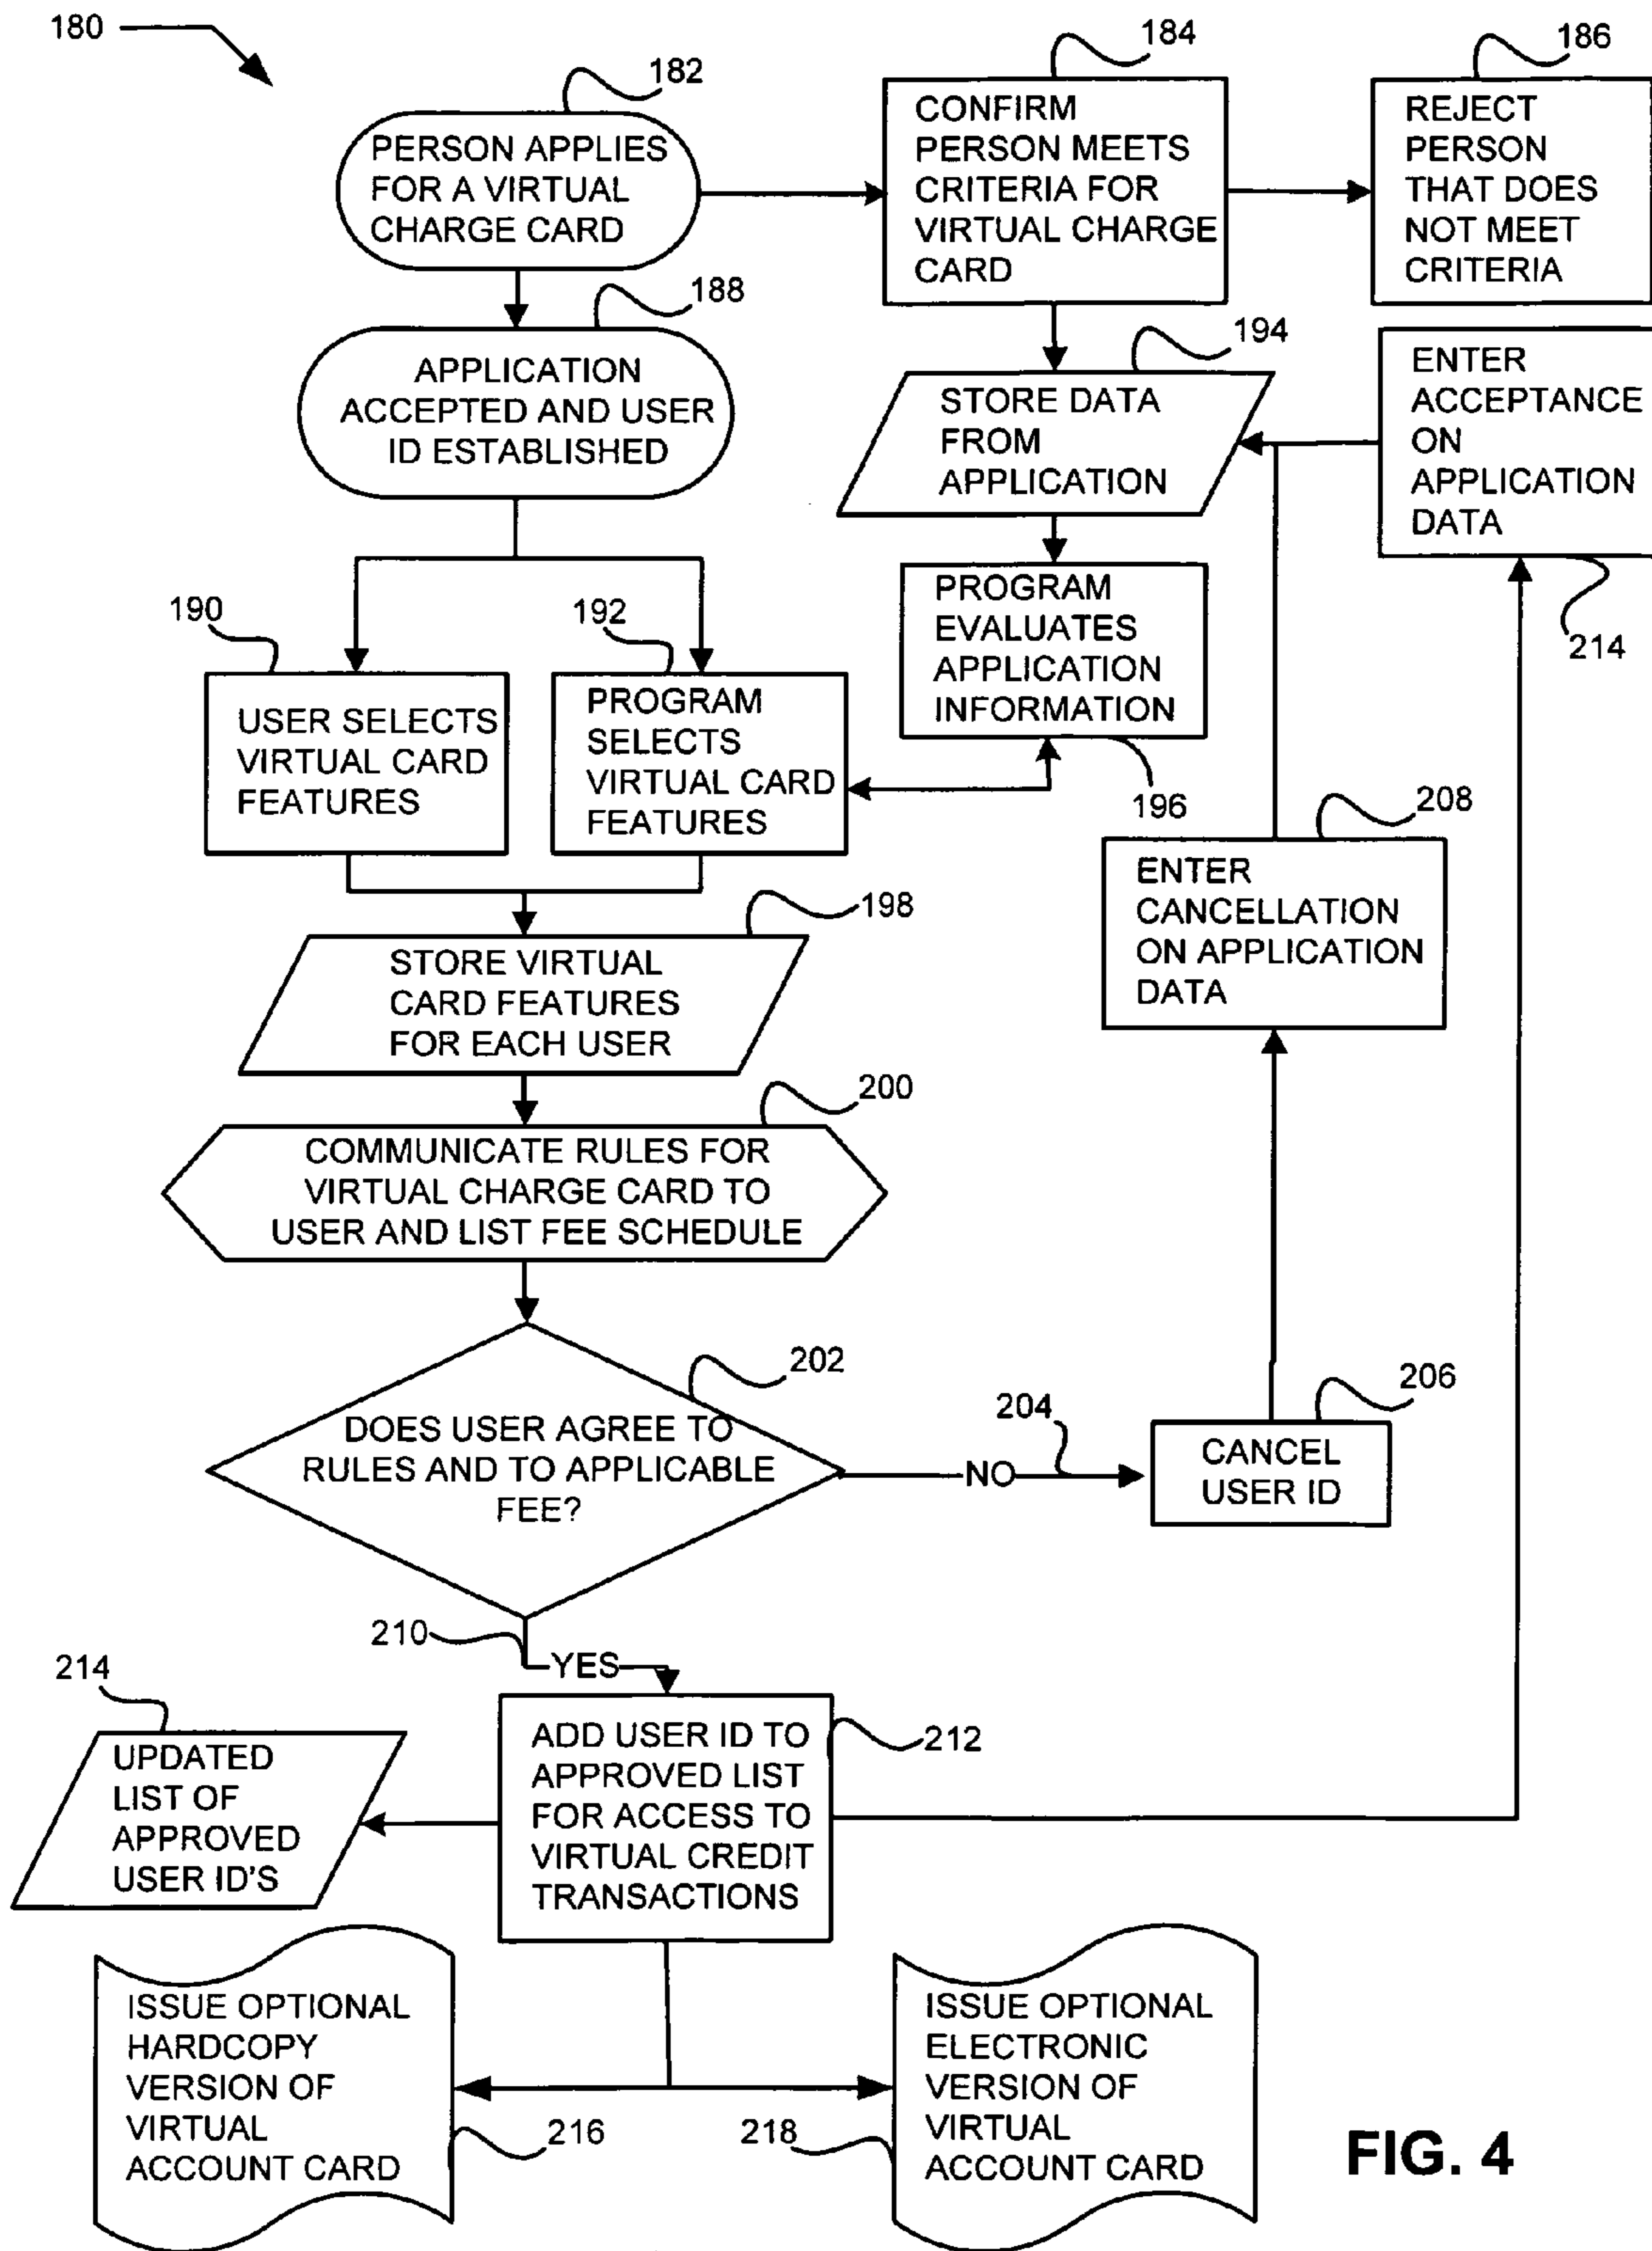 180
182
PERSON APPLIES
FOR A VIRTUAL
CHARGE CARD
184
CONFIRM
PERSON MEETS
CRITERIA FOR
VIRTUAL CHARGE
CARD
186
REJECT
PERSON
THAT DOES
NOT MEET
CRITERIA
188
APPLICATION
ACCEPTED AND USER
ID ESTABLISHED
194
STORE DATA
FROM
APPLICATION
ENTER
ACCEPTANCE
ON
APPLICATION
DATA
214
190
USER SELECTS
VIRTUAL CARD
FEATURES
192
PROGRAM
SELECTS
VIRTUAL CARD
FEATURES
PROGRAM
EVALUATES
APPLICATION
INFORMATION
196
208
ENTER
CANCELLATION
ON APPLICATION
DATA
198
STORE VIRTUAL
CARD FEATURES
FOR EACH USER
200
COMMUNICATE RULES FOR
VIRTUAL CHARGE CARD TO
USER AND LIST FEE SCHEDULE
202
DOES USER AGREE TO
RULES AND TO APPLICABLE
FEE?
204
NO
206
CANCEL
USER ID
210
YES
214
UPDATED
LIST OF
APPROVED
USER ID'S
212
ADD USER ID TO
APPROVED LIST
FOR ACCESS TO
VIRTUAL CREDIT
TRANSACTIONS
ISSUE OPTIONAL
HARDCOPY
VERSION OF
VIRTUAL
ACCOUNT CARD
216
218
ISSUE OPTIONAL
ELECTRONIC
VERSION OF
VIRTUAL
ACCOUNT CARD
FIG. 4